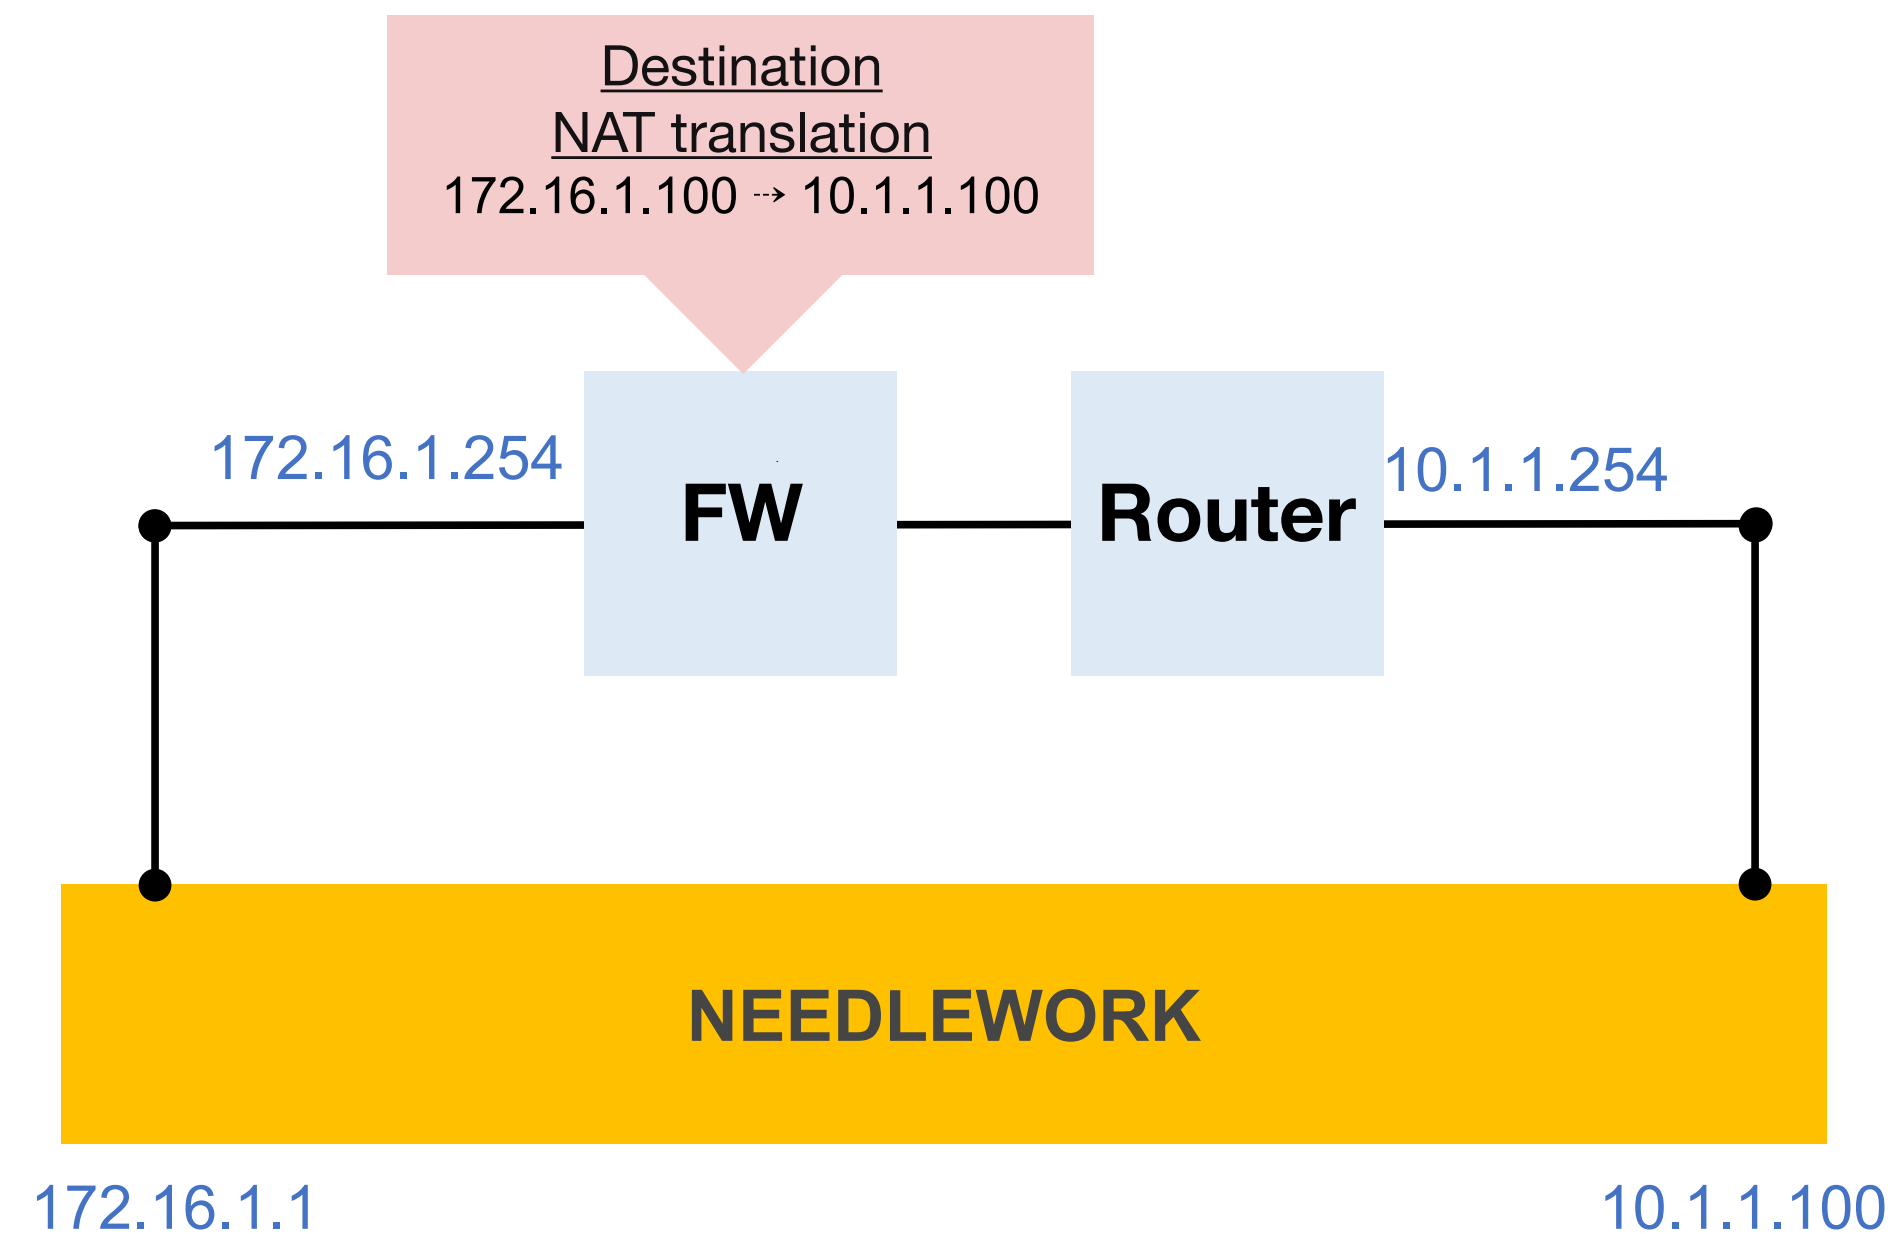 Destination
NAT translation
172.16.1.100 ⇢ 10.1.1.100
172.16.1.254
10.1.1.254
FW
Router
NEEDLEWORK
172.16.1.1
10.1.1.100